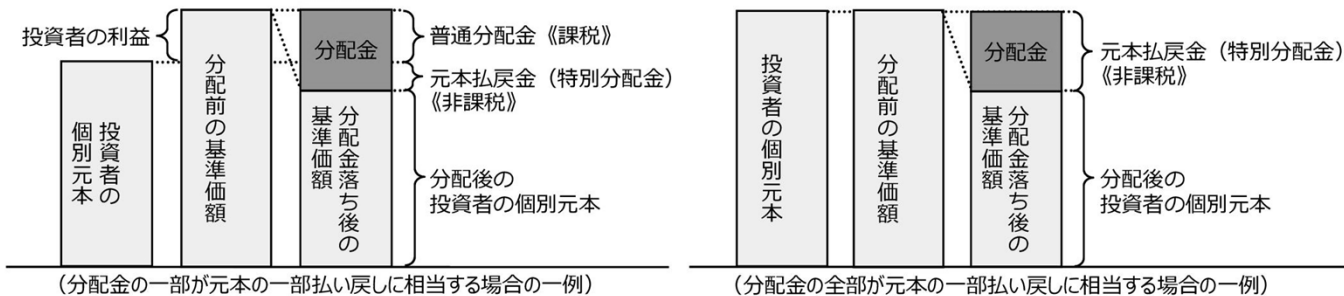 投資者の利益
投資者の
個別元本
分配前の基準価額
分配金
分配金落ち後の
基準価額
普通分配金《課税》
元本払戻金（特別分配金）
《非課税》
分配後の
投資者の個別元本
（分配金の一部が元本の一部払い戻しに相当する場合の一例）
投資者の個別元本
分配前の基準価額
分配金
分配金落ち後の
基準価額
元本払戻金（特別分配金）
《非課税》
分配後の
投資者の個別元本
（分配金の全部が元本の一部払い戻しに相当する場合の一例）